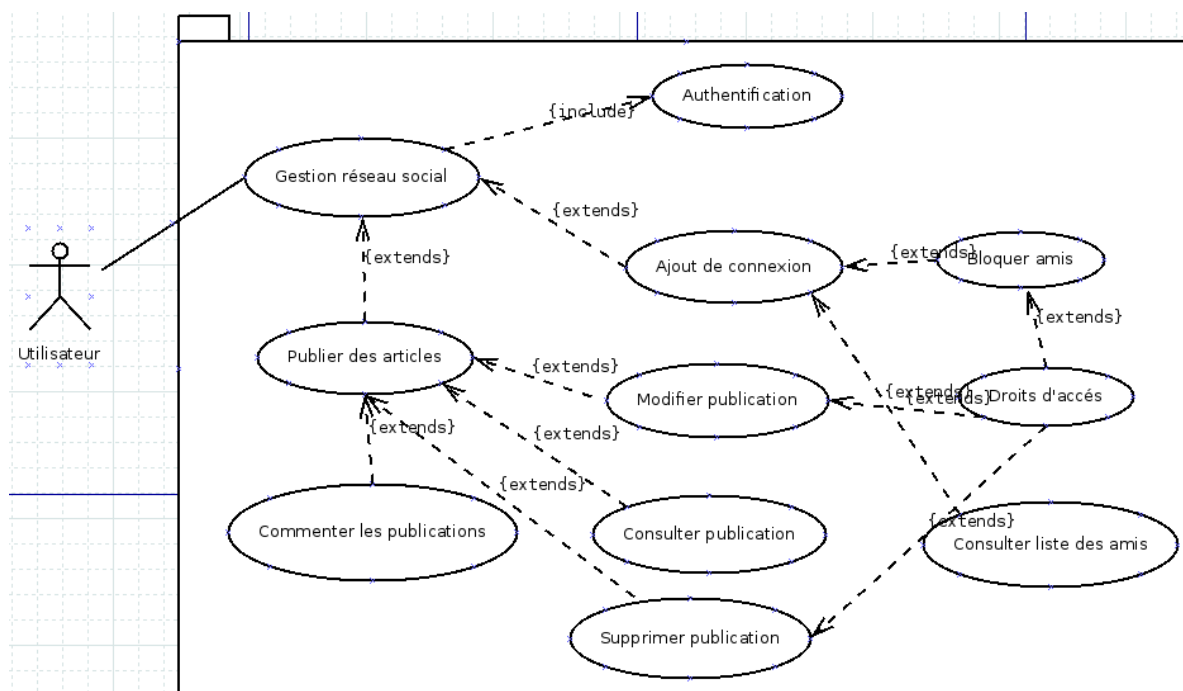 Authentification
{include}
Gestion réseau social
{extends}
Ajout de connexion
{extends}
Bloquer amis
{extends}
{extends}
Utilisateur
Publier des articles
{extends}
Modifier publication
{extends}
{extends}
Droits d'accés
{extends}
{extends}
{extends}
Commenter les publications
Consulter publication
{extends}
Consulter liste des amis
Supprimer publication